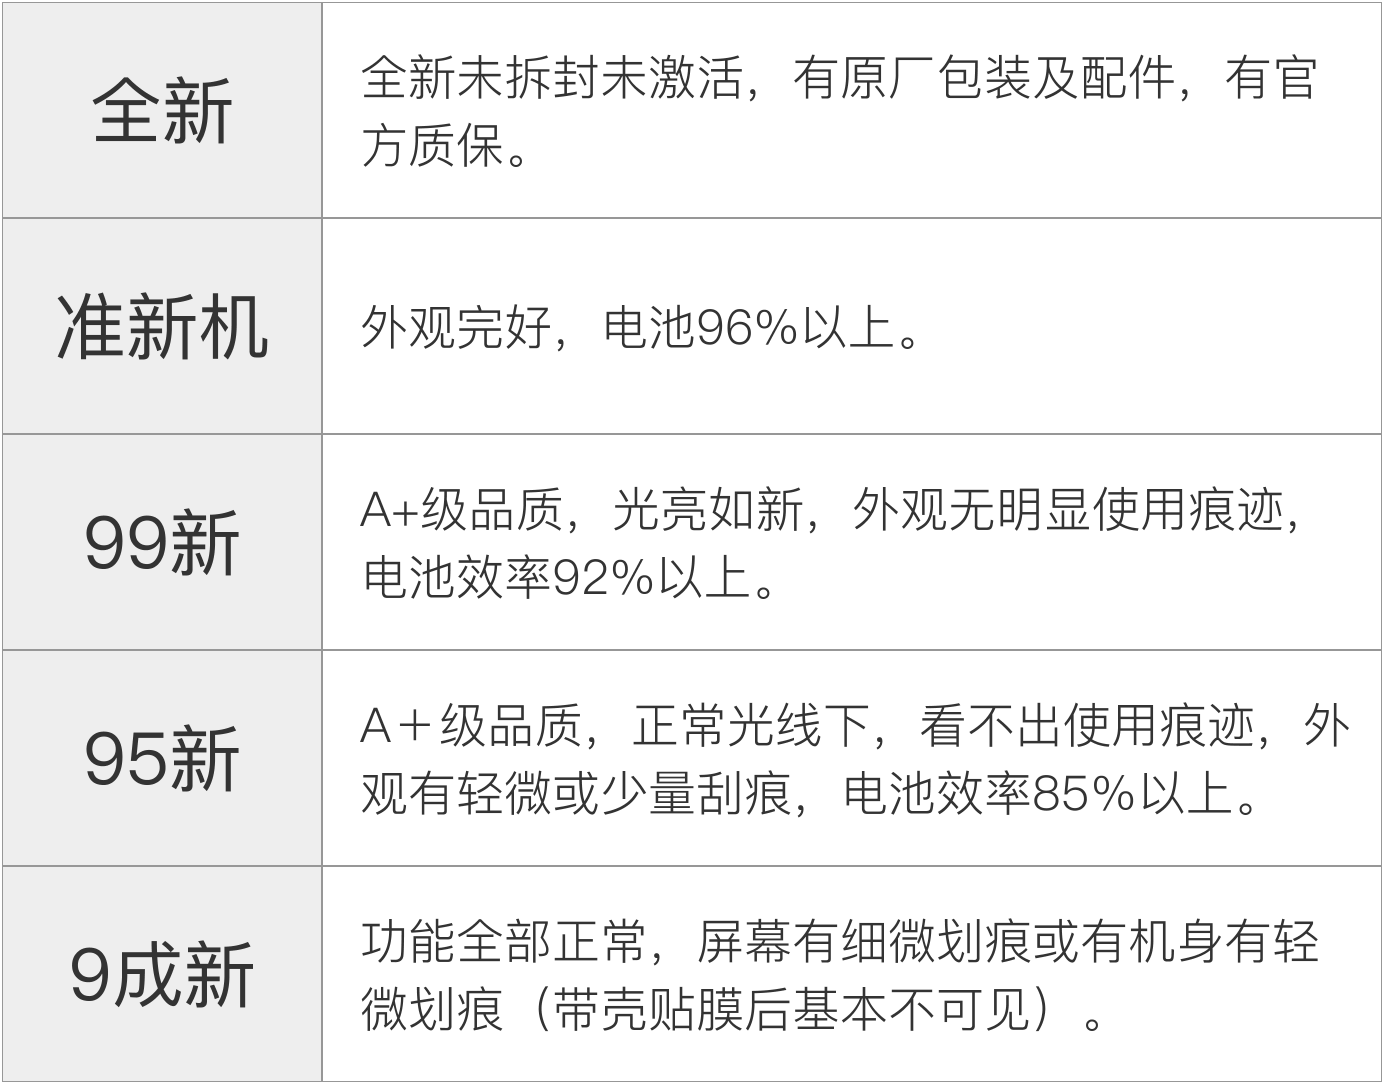 全新
全新未拆封未激活，有原厂包装及配件，有官
方质保。
准新机
外观完好，电池96%以上。
99新
A+级品质，光亮如新，外观无明显使用痕迹，
电池效率92%以上。
95新
A＋级品质，正常光线下，看不出使用痕迹，外
观有轻微或少量刮痕，电池效率85%以上。
9成新
功能全部正常，屏幕有细微划痕或有机身有轻
微划痕（带壳贴膜后基本不可见）。